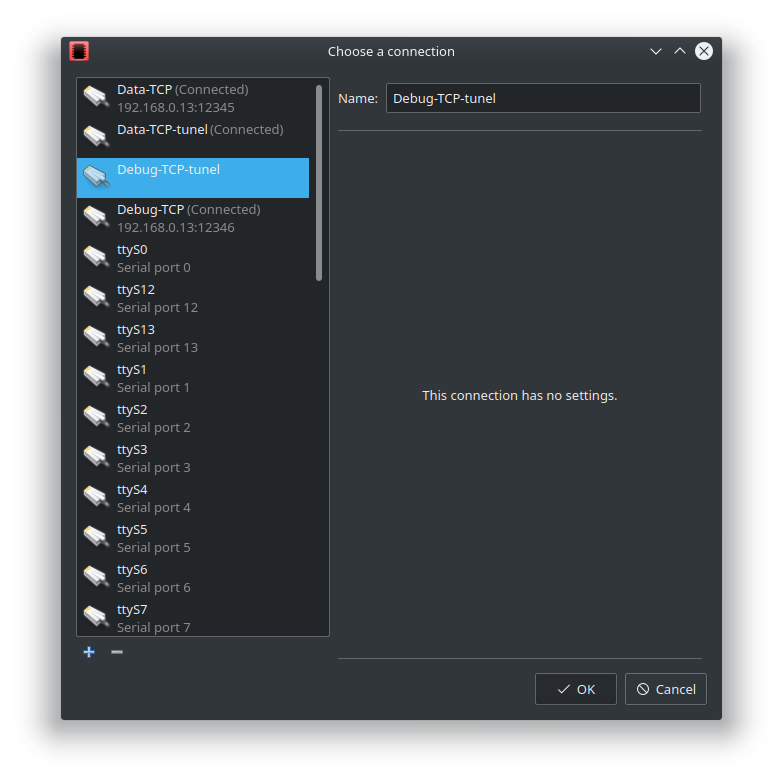 Choose a connection
Data-TCP (Connected)
192.168.0.13:12345
Data-TCP-tunel (Connected)
Debug-TCP-tunel
Debug-TCP (Connected)
192.168.0.13:12346
ttyS0
Serial port 0
ttyS12
Serial port 12
ttyS13
Serial port 13
ttyS1
Serial port 1
ttyS2
Serial port 2
ttyS3
Serial port 3
ttyS4
Serial port 4
ttyS5
Serial port 5
ttyS6
Serial port 6
ttyS7
Serial port 7
Name: Debug-TCP-tunel
This connection has no settings.
OK
Cancel